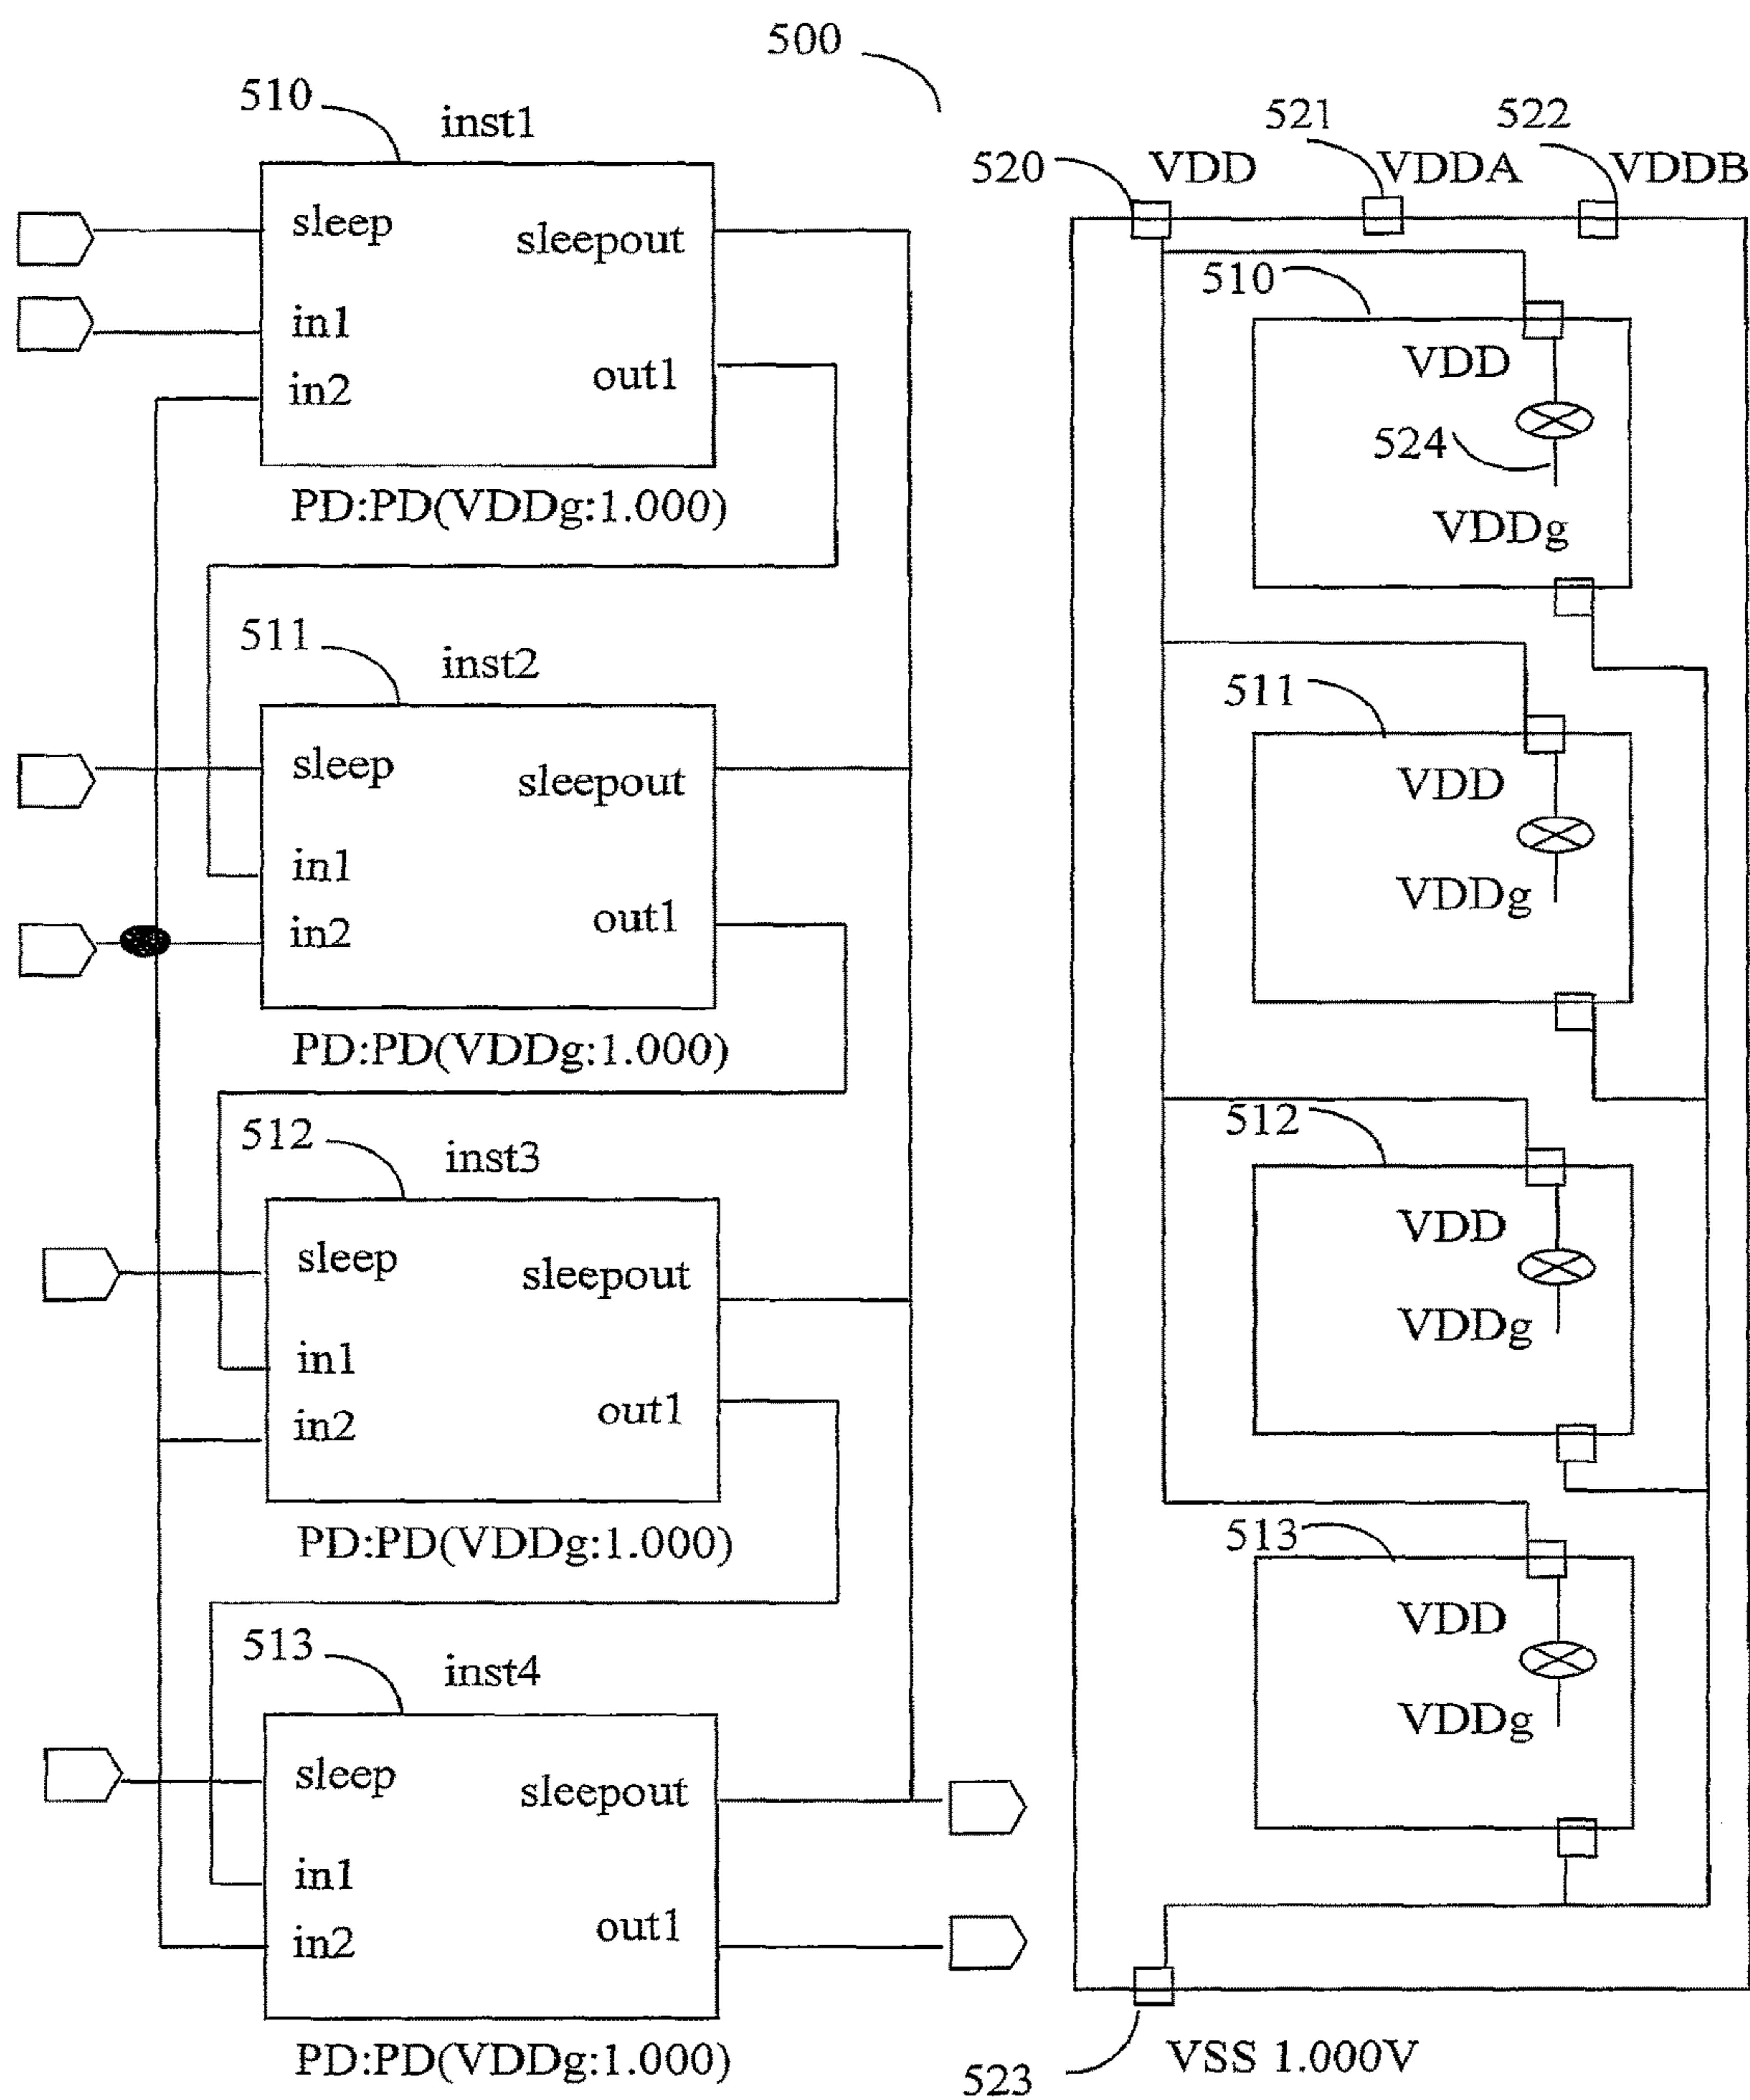 500
510
inst1
sleep
sleepout
in1
in2
out1
PD:PD(VDDg:1.000)
511
inst2
sleep
sleepout
in1
in2
out1
PD:PD(VDDg:1.000)
512
inst3
sleep
sleepout
in1
in2
out1
PD:PD(VDDg:1.000)
513
inst4
sleep
sleepout
in1
in2
out1
PD:PD(VDDg:1.000)
520
VDD
521
VDDA
522
VDDB
510
VDD
524
VDDg
511
VDD
VDDg
512
VDD
VDDg
513
VDD
VDDg
523
VSS 1.000V